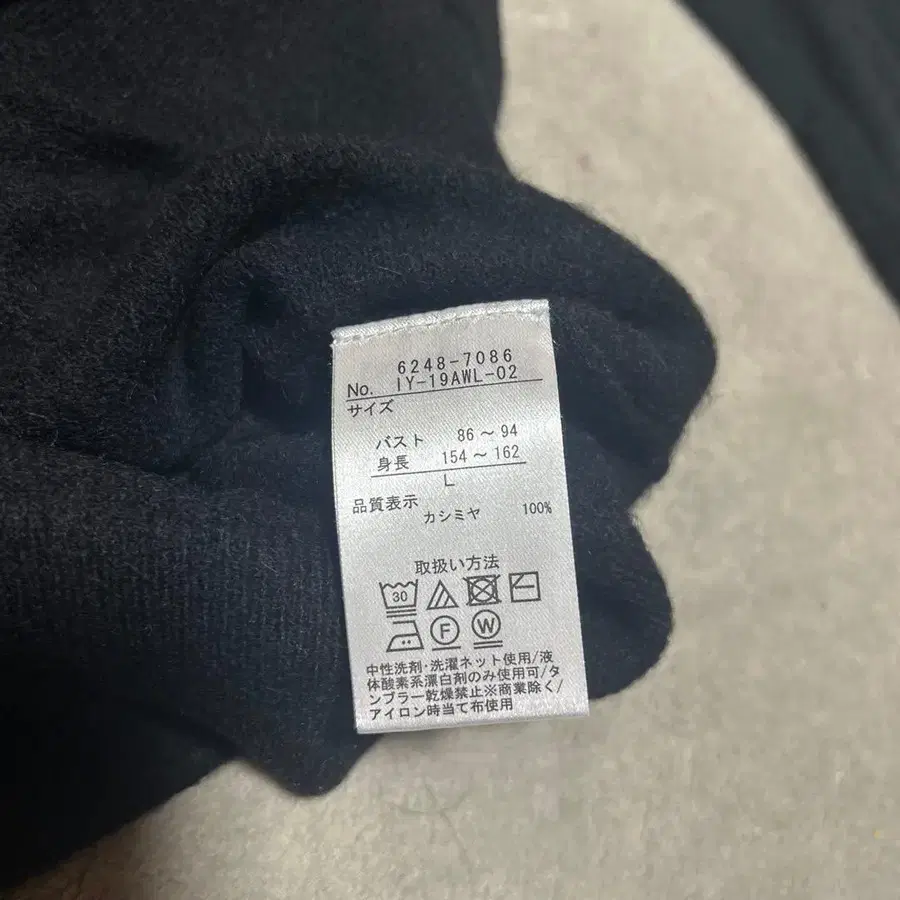 6248-7086
No. IY-19AWL-02
サイズ
バスト 86～94
身長 154～162
L
品質表示
カシミヤ 100%
取扱い方法
30
F W
中性洗剤・洗濯ネット使用/液
体酸素系漂白剤のみ使用可/タ
ンブラー乾燥禁止※商業除く/
アイロン時当て布使用